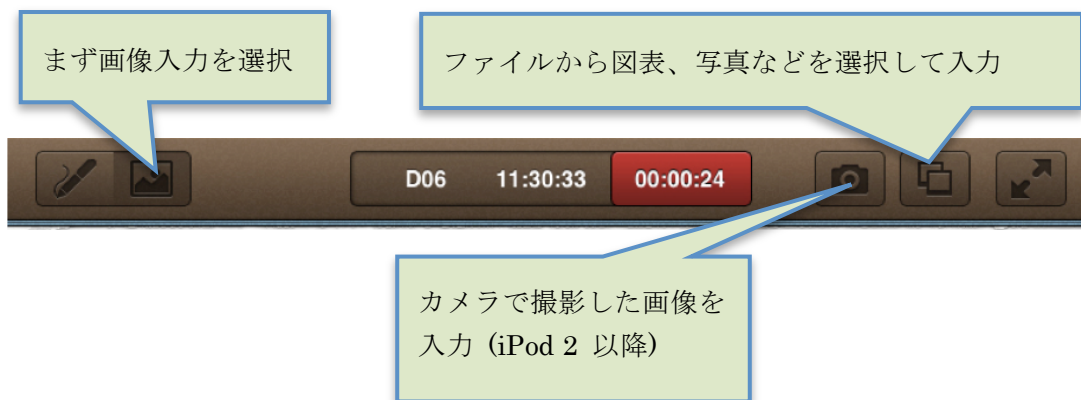 まず画像入力を選択
ファイルから図表、写真などを選択して入力
D06 11:30:33 00:00:24
カメラで撮影した画像を
入力 (iPod 2 以降)